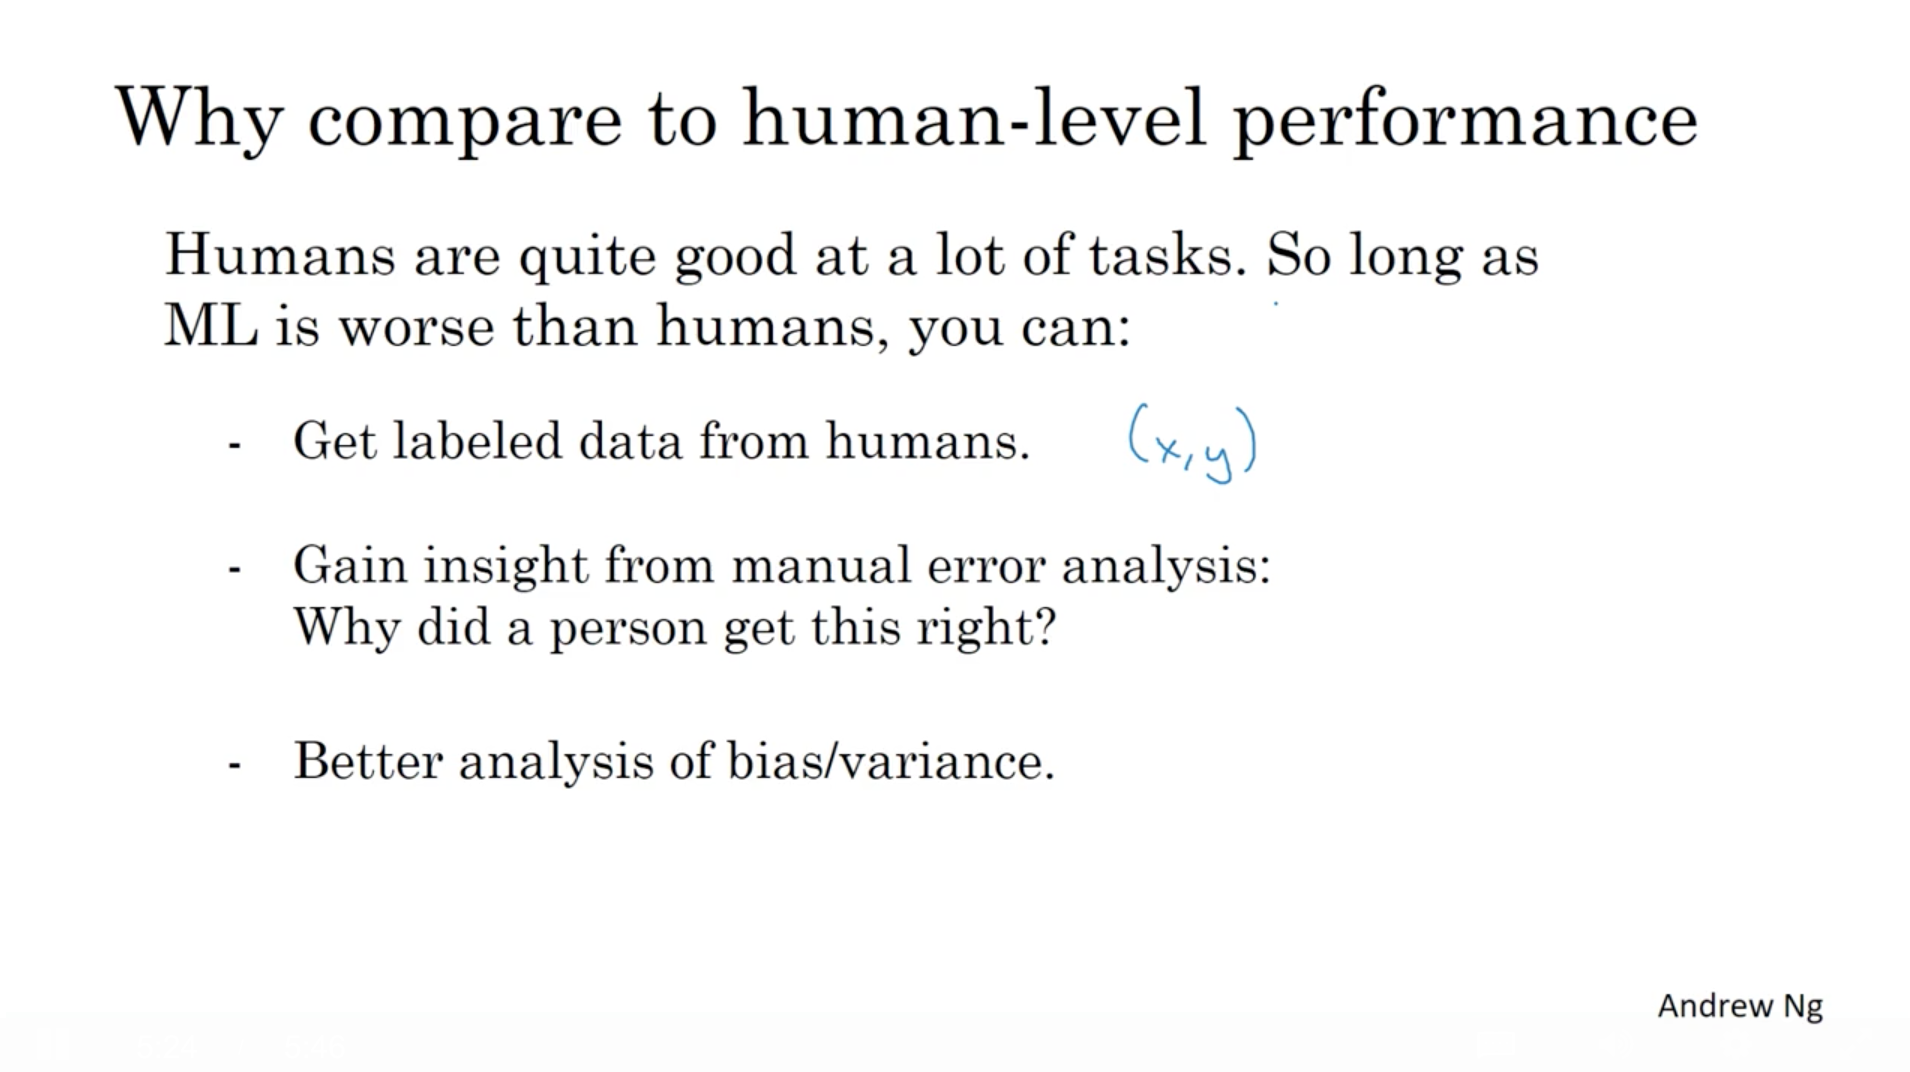 Why compare to human-level performance
Humans are quite good at a lot of tasks. So long as
ML is worse than humans, you can:
- Get labeled data from humans. (x,y)
- Gain insight from manual error analysis:
Why did a person get this right?
- Better analysis of bias/variance.
Andrew Ng